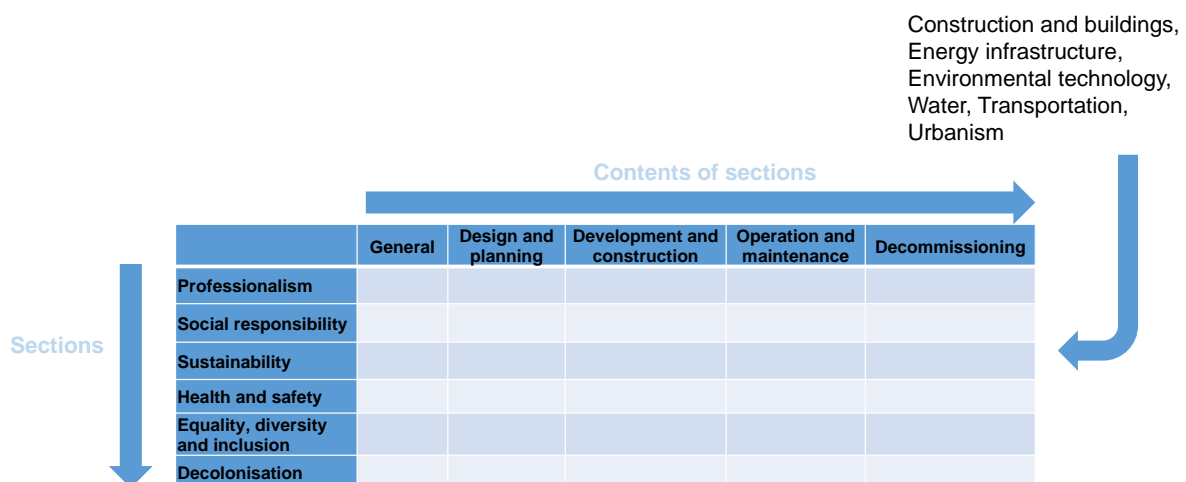 Construction and buildings,
Energy infrastructure,
Environmental technology,
Water, Transportation,
Urbanism
Contents of sections
General
Design and
planning
Development and
construction
Operation and
maintenance
Decommissioning
Sections
Professionalism
Social responsibility
Sustainability
Health and safety
Equality, diversity
and inclusion
Decolonisation